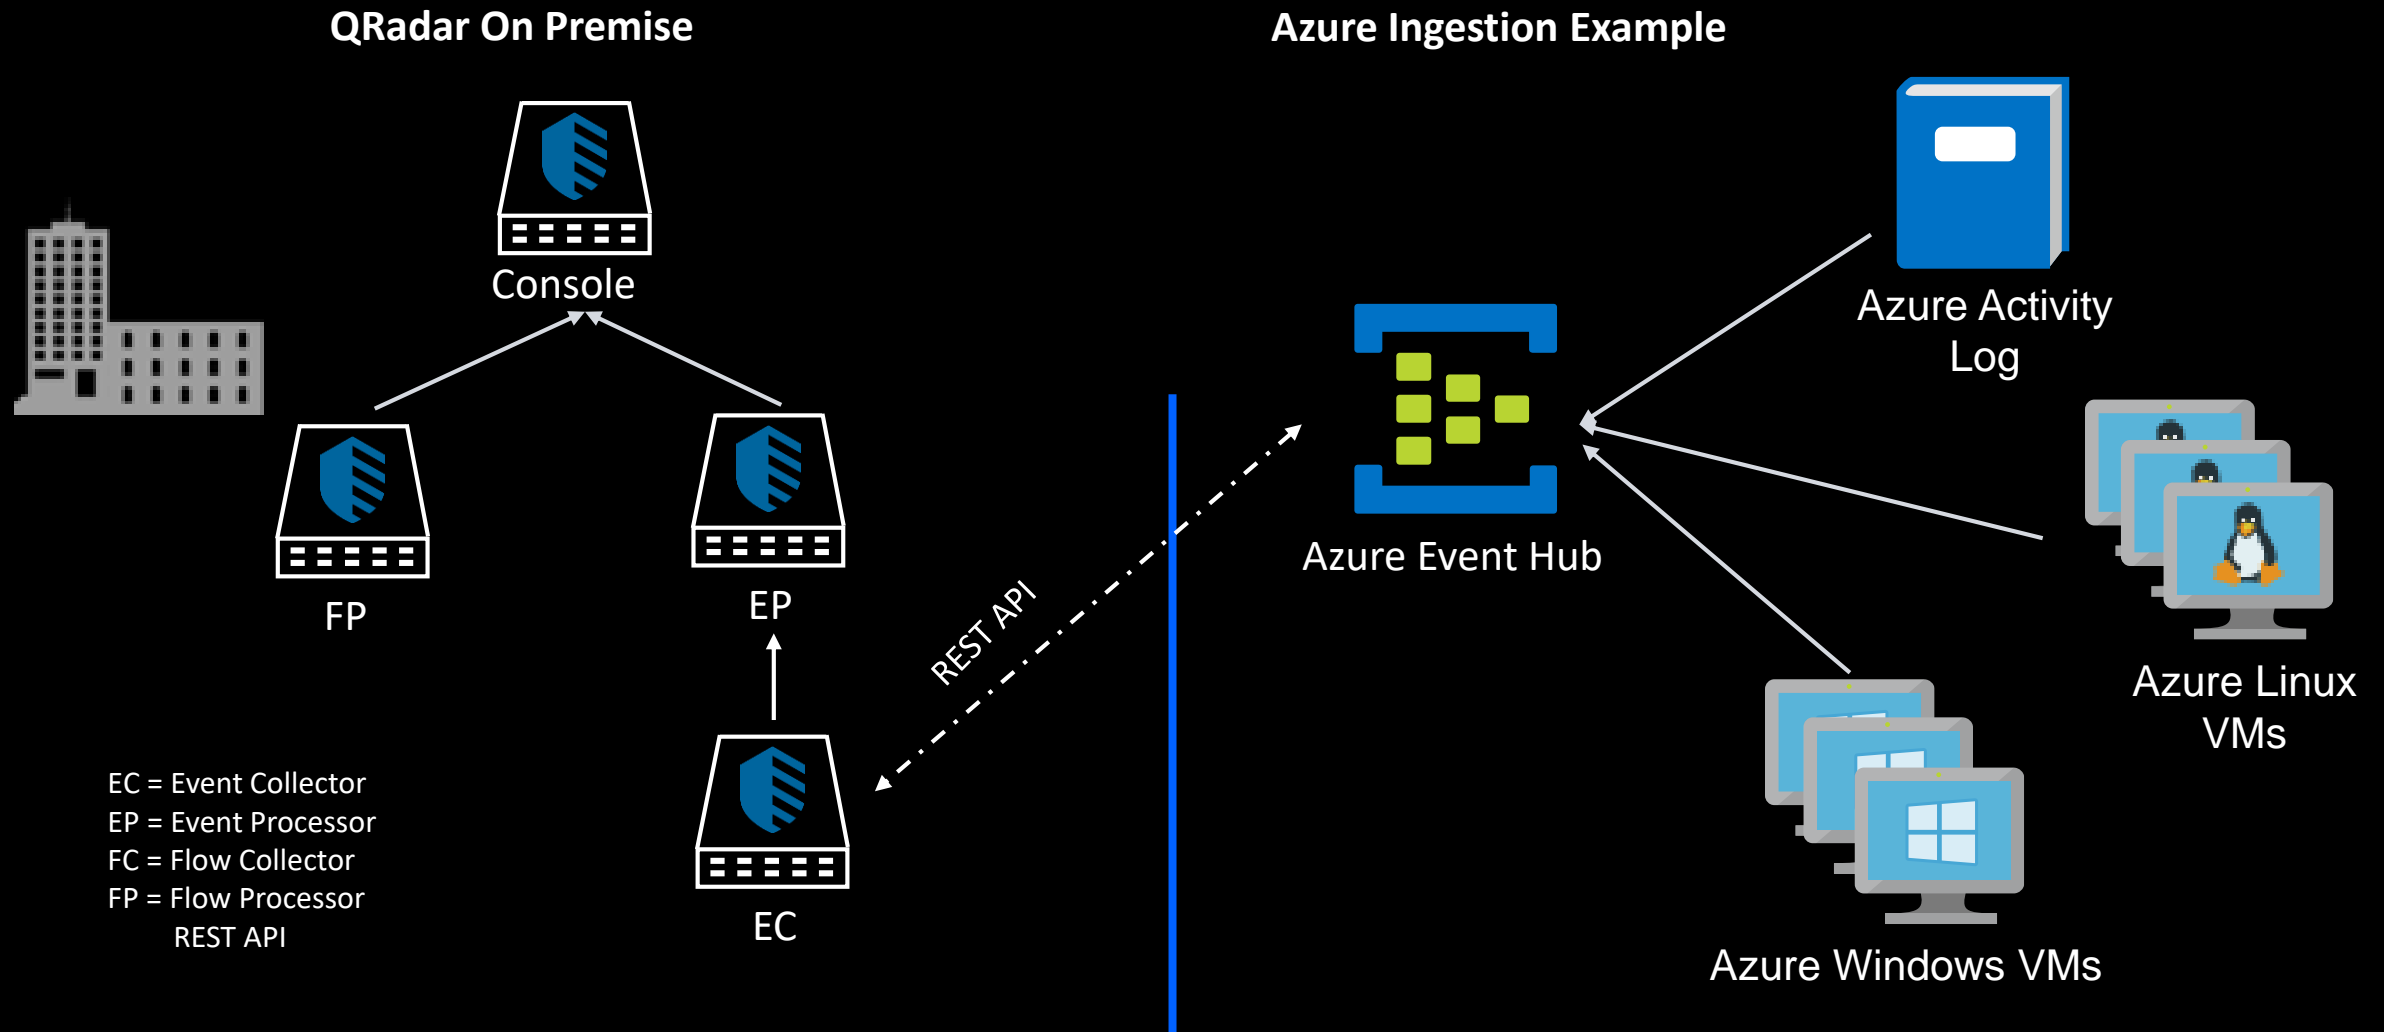 QRadar On Premise
Azure Ingestion Example
Console
Azure Activity
Log
Azure Event Hub
FP
EP
REST API
Azure Linux
VMs
EC = Event Collector
EP = Event Processor
FC = Flow Collector
FP = Flow Processor
REST API
EC
Azure Windows VMs